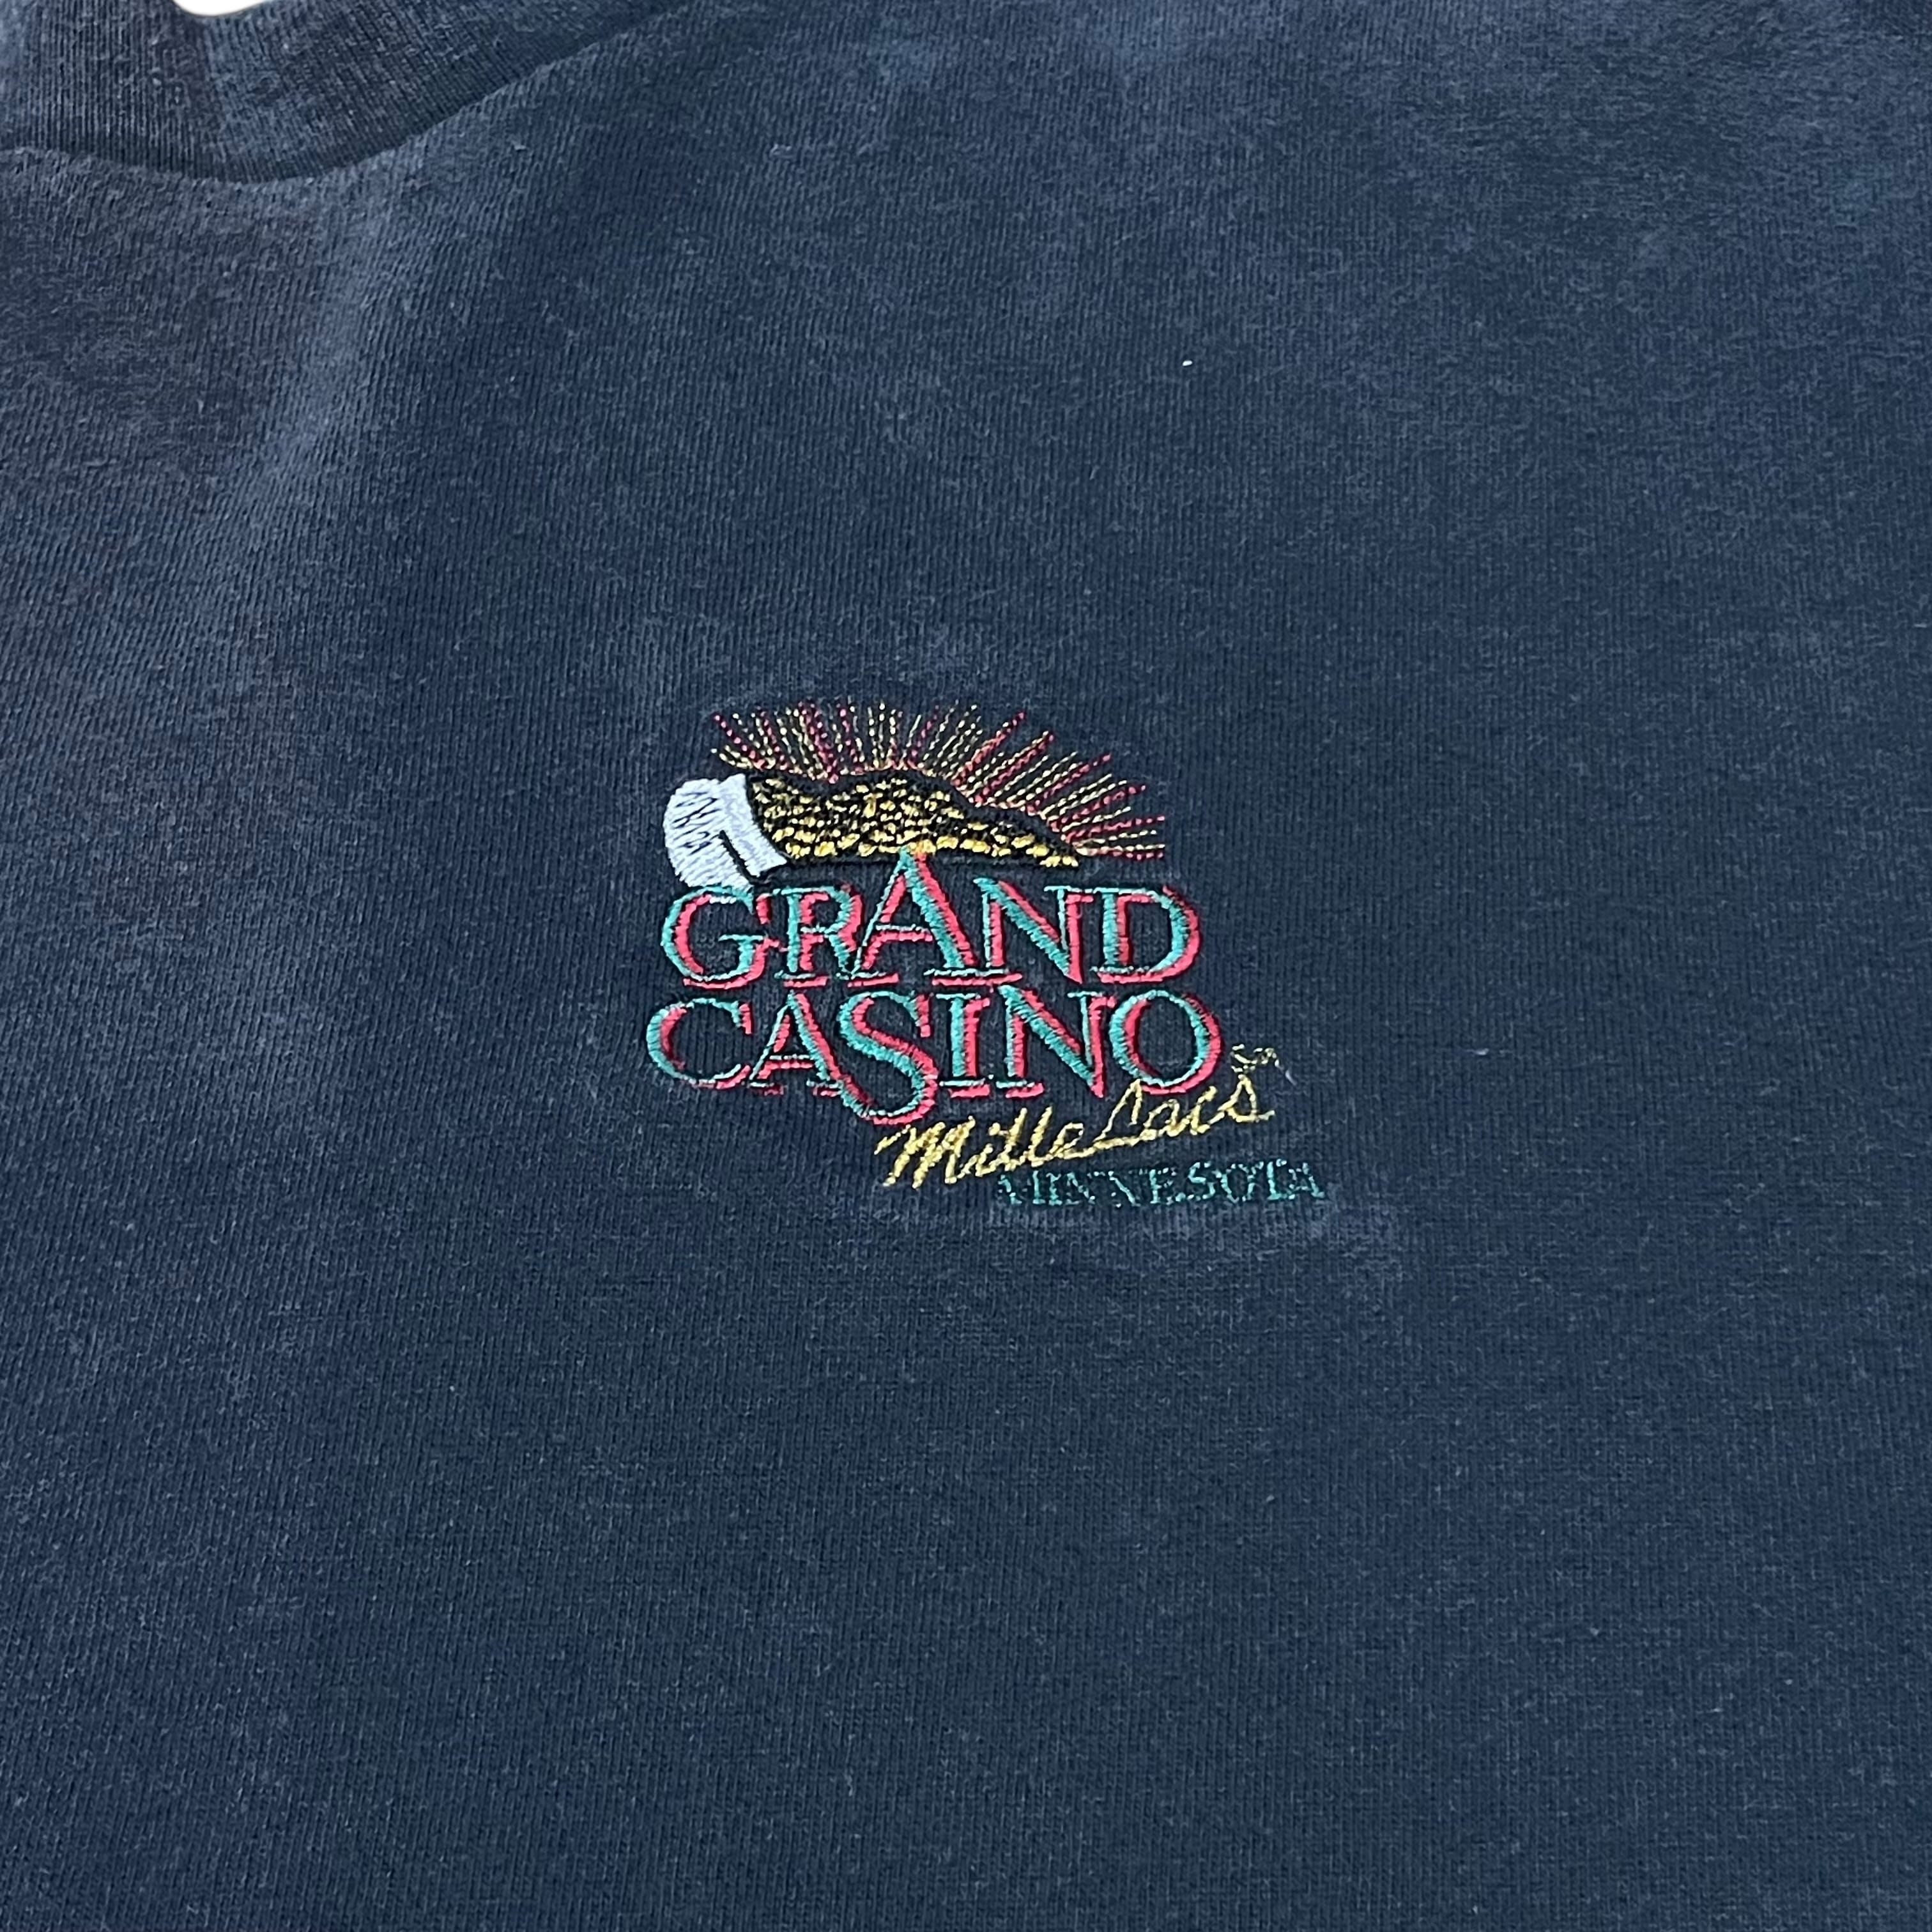 GRAND
CASINO
Mille Lacs
MINNESOTA